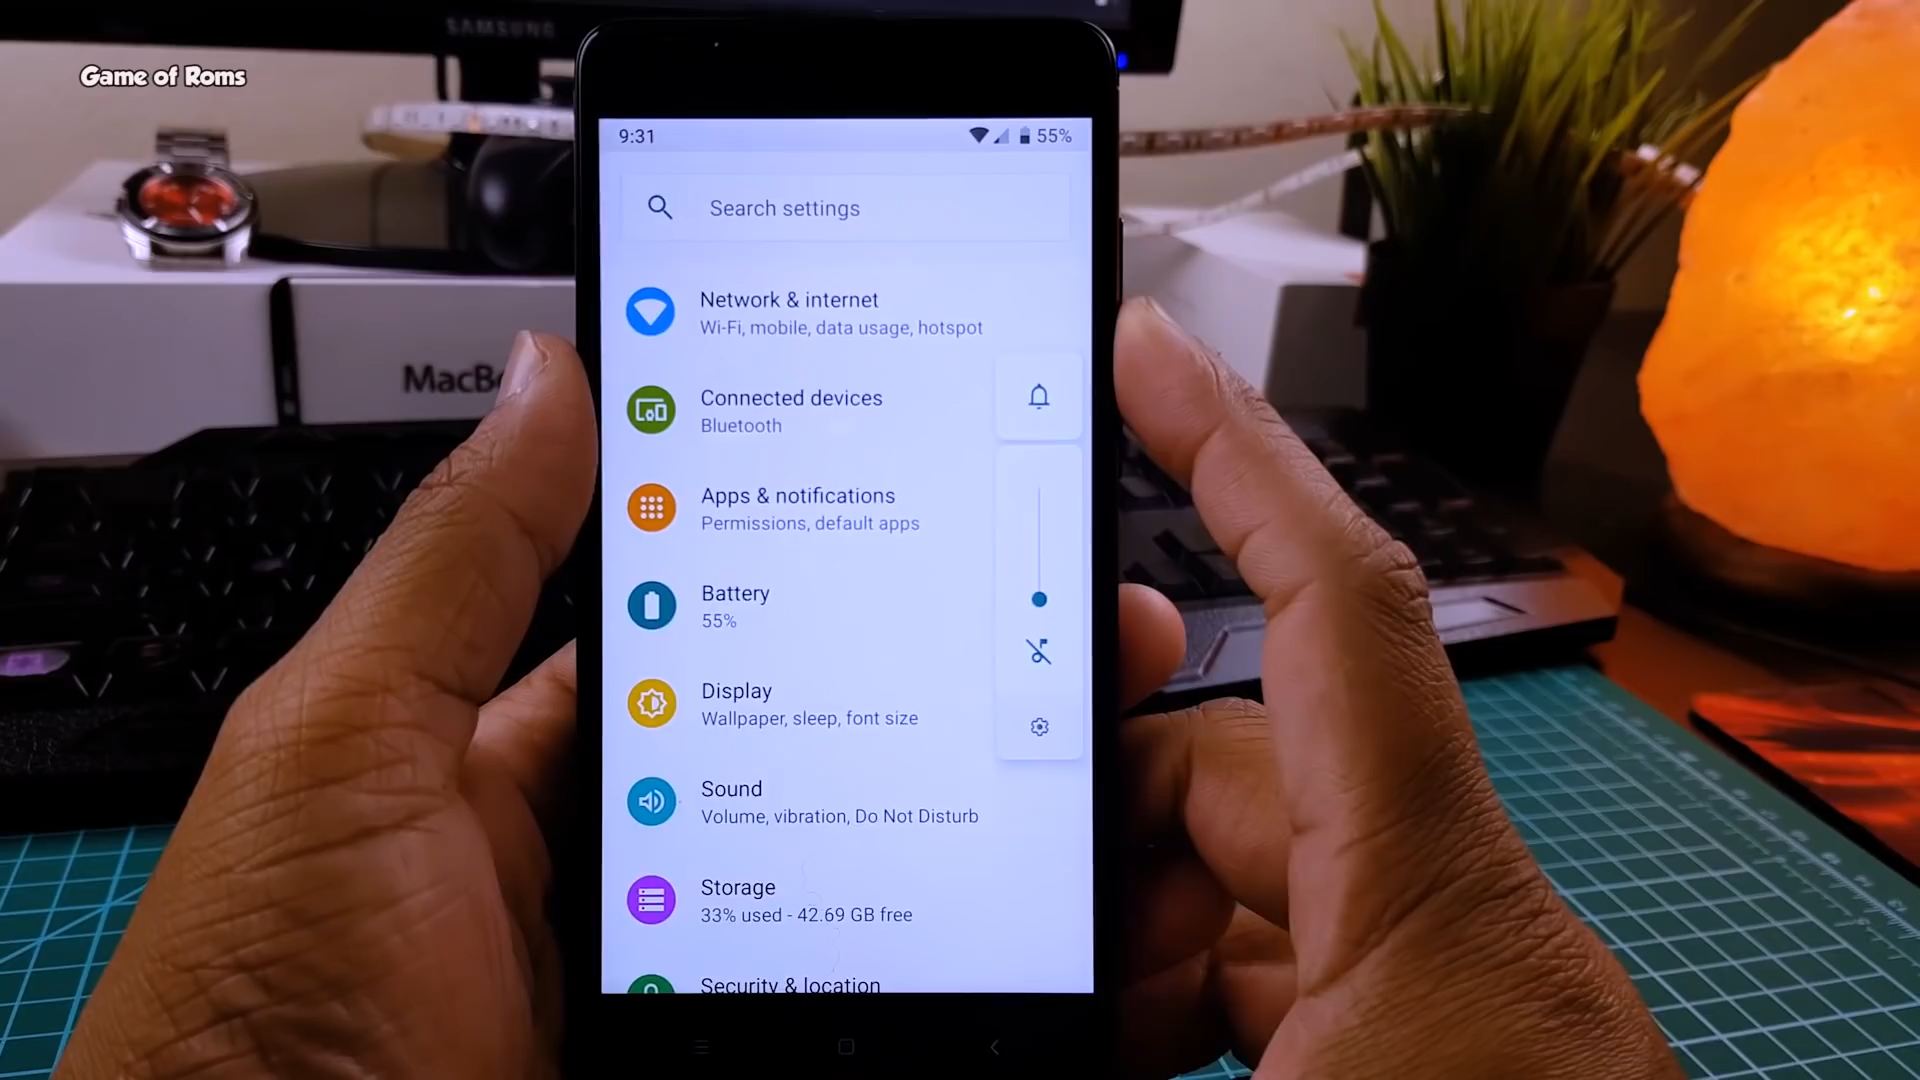 SAMSUNG
Game of Roms
MacBo
9:31
55%
Search settings
Network & internet
Wi-Fi, mobile, data usage, hotspot
Connected devices
Bluetooth
Apps & notifications
Permissions, default apps
Battery
55%
Display
Wallpaper, sleep, font size
Sound
Volume, vibration, Do Not Disturb
Storage
33% used - 42.69 GB free
Security & location